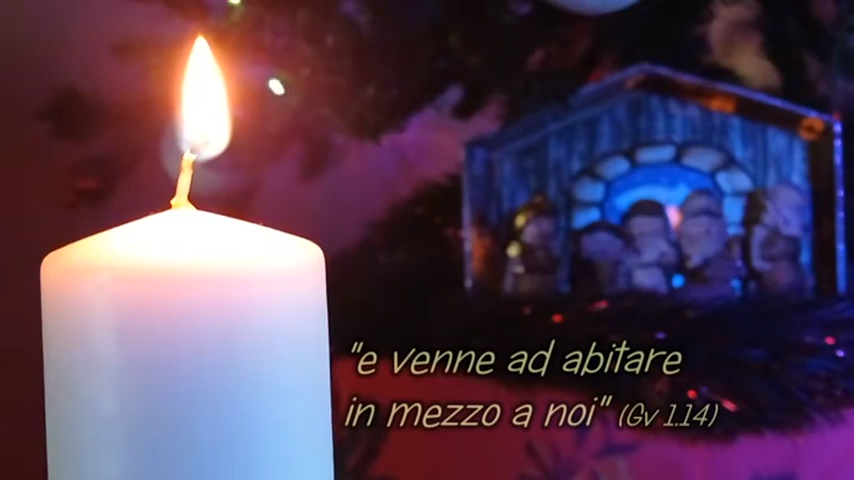 "e venne ad abitare
in mezzo a noi" (Gv 1.14)